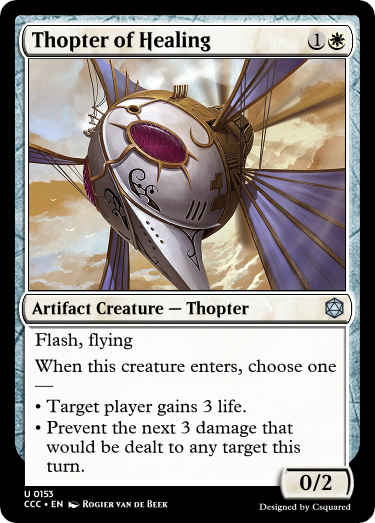 Thopter of Healing 1
Artifact Creature — Thopter
Flash, flying
When this creature enters, choose one
—
• Target player gains 3 life.
• Prevent the next 3 damage that
would be dealt to any target this
turn.
0/2
U 0153
CCC • EN Rogier van de Beek
Designed by Csquared